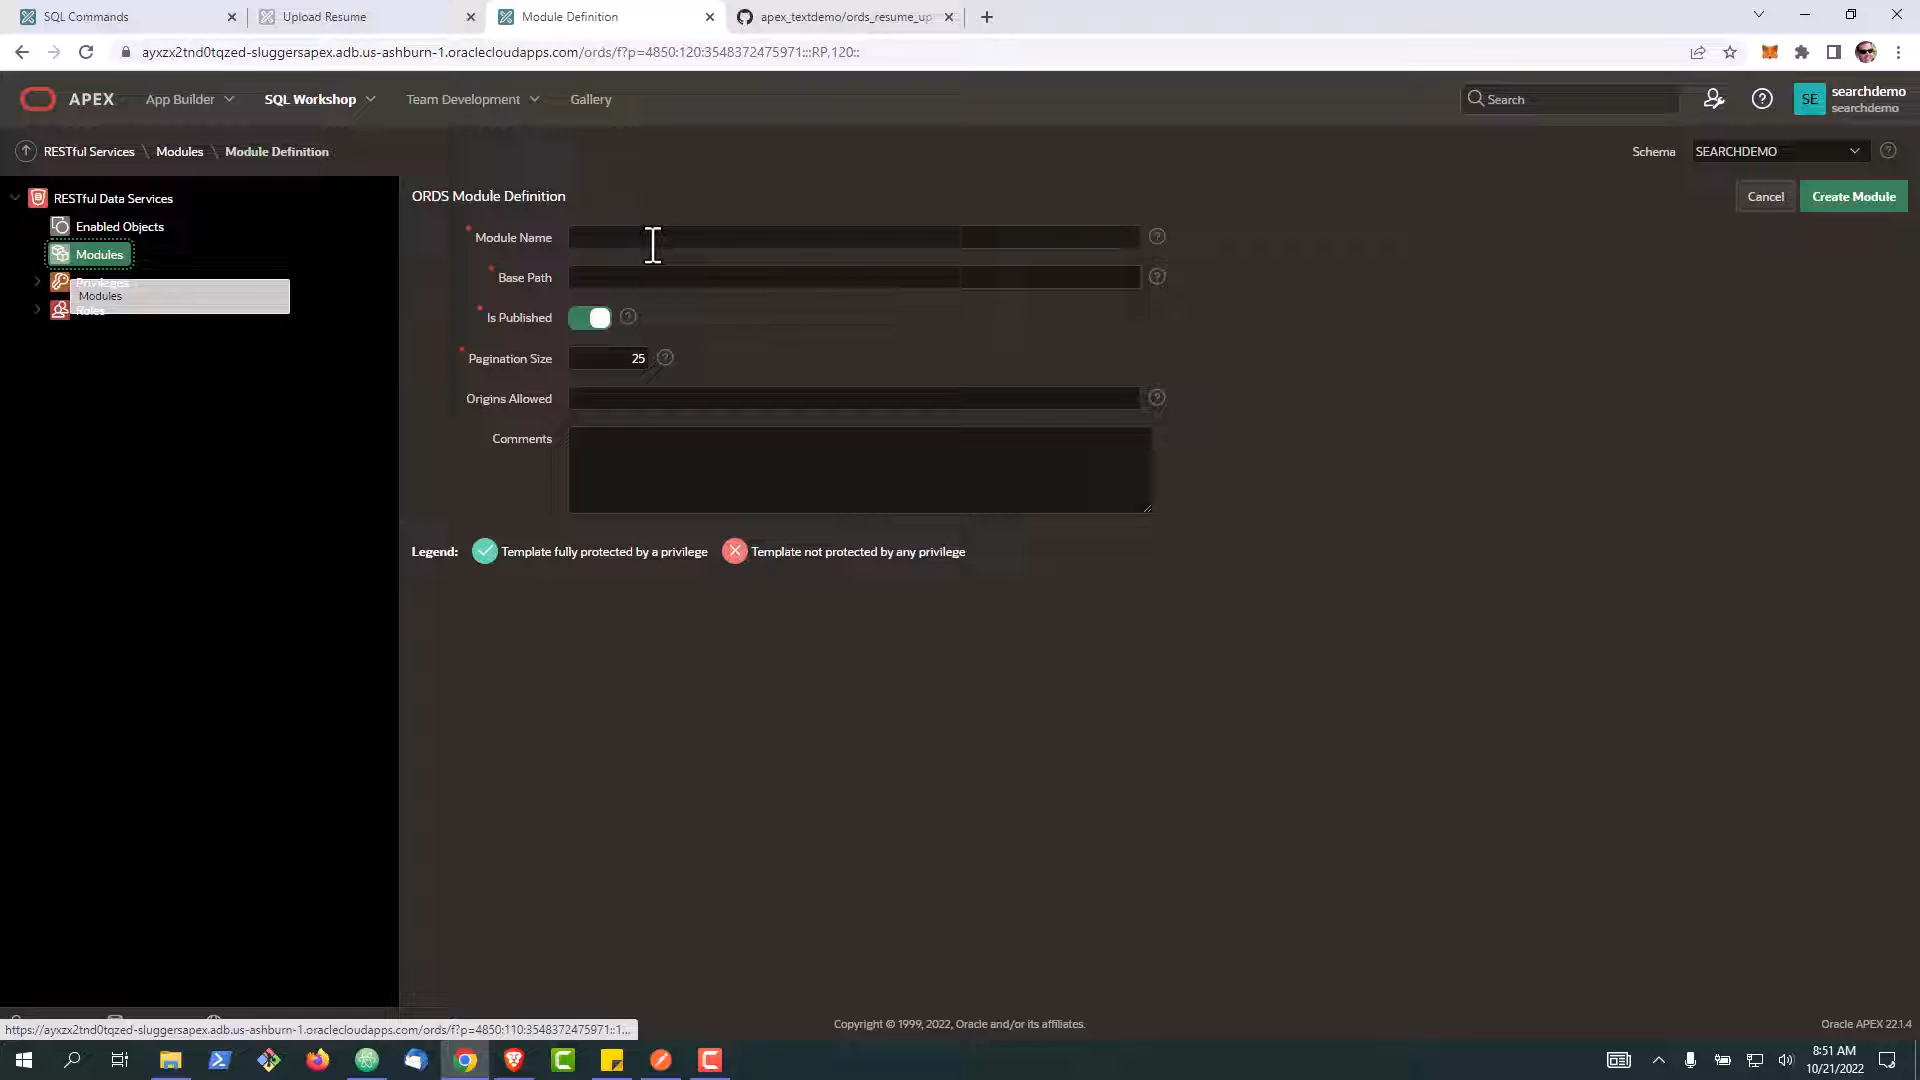 SQL Commands
Upload Resume
Module Definition
apex_textdemo/ords_resume_up
ayxzx2tnd0tqzed-sluggersapex.adb.us-ashburn-1.oraclecloudapps.com/ords/f?p=4850:120:3548372475971:::RP,120::
APEX
App Builder
SQL Workshop
Team Development
Gallery
Search
SE
searchdemo
searchdemo
RESTful Services \ Modules \ Module Definition
Schema
SEARCHDEMO
RESTful Data Services
Enabled Objects
Modules
Privileges
Modules
Roles
ORDS Module Definition
Cancel
Create Module
* Module Name
* Base Path
* Is Published
* Pagination Size
25
Origins Allowed
Comments
Legend:
Template fully protected by a privilege
Template not protected by any privilege
https://ayxzx2tnd0tqzed-sluggersapex.adb.us-ashburn-1.oraclecloudapps.com/ords/f?p=4850:110:3548372475971::1...
Copyright © 1999, 2022, Oracle and/or its affiliates.
Oracle APEX 22.1.4
8:51 AM
10/21/2022